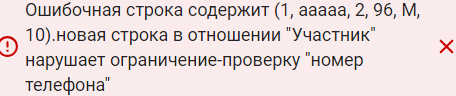 Ошибочная строка содержит (1, ааааа, 2, 96, М,
10).новая строка в отношении "Участник"
нарушает ограничение-проверку "номер
телефона"